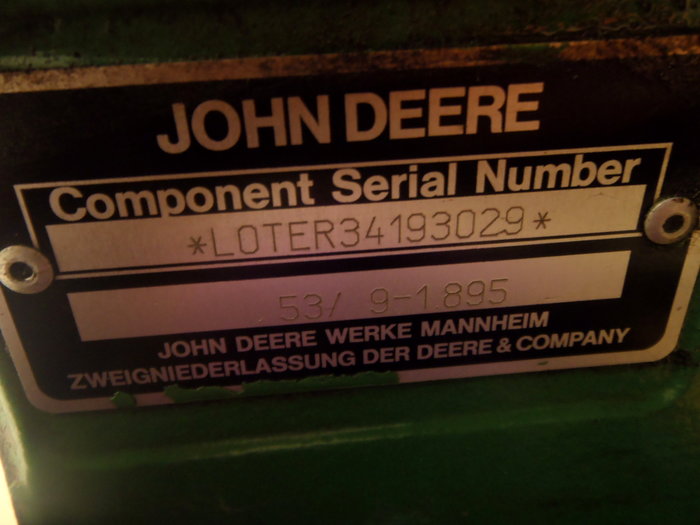 JOHN DEERE
Component Serial Number
*LOTER34193029*
53/ 9-1.895
JOHN DEERE WERKE MANNHEIM
ZWEIGNIEDERLASSUNG DER DEERE & COMPANY